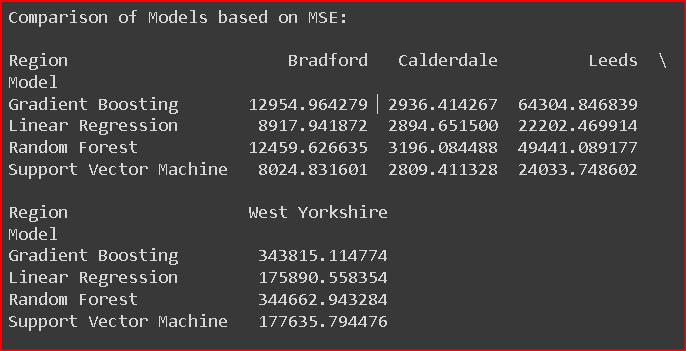 Comparison of Models based on MSE:
Region Bradford Calderdale Leeds \
Model
Gradient Boosting 12954.964279 2936.414267 64304.846839
Linear Regression 8917.941872 2894.651500 22202.469914
Random Forest 12459.626635 3196.084488 49441.089177
Support Vector Machine 8024.831601 2809.411328 24033.748602
Region West Yorkshire
Model
Gradient Boosting 343815.114774
Linear Regression 175890.558354
Random Forest 344662.943284
Support Vector Machine 177635.794476